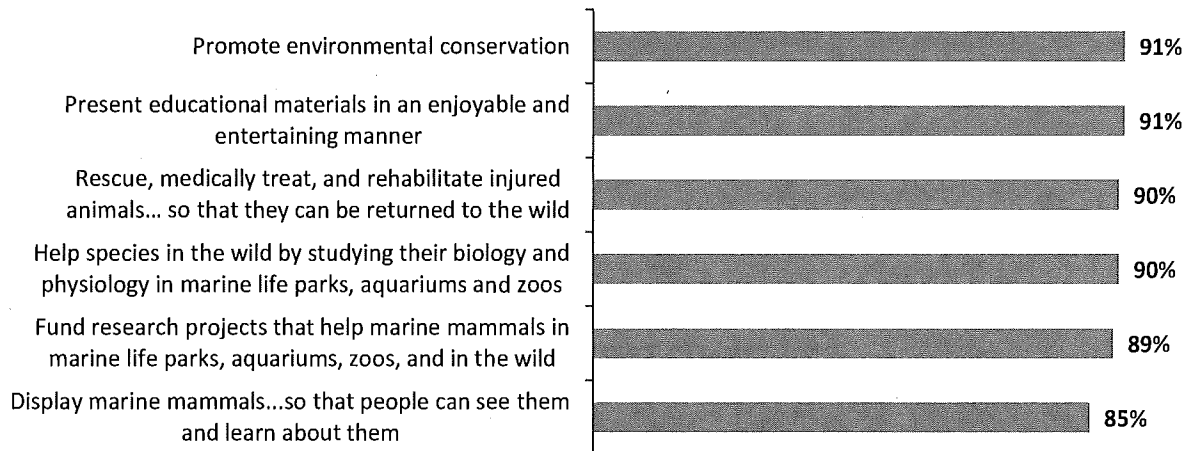 Promote environmental conservation
91%
Present educational materials in an enjoyable and
entertaining manner
91%
Rescue, medically treat, and rehabilitate injured
animals... so that they can be returned to the wild
90%
Help species in the wild by studying their biology and
physiology in marine life parks, aquariums and zoos
90%
Fund research projects that help marine mammals in
marine life parks, aquariums, zoos, and in the wild
89%
Display marine mammals...so that people can see them
and learn about them
85%